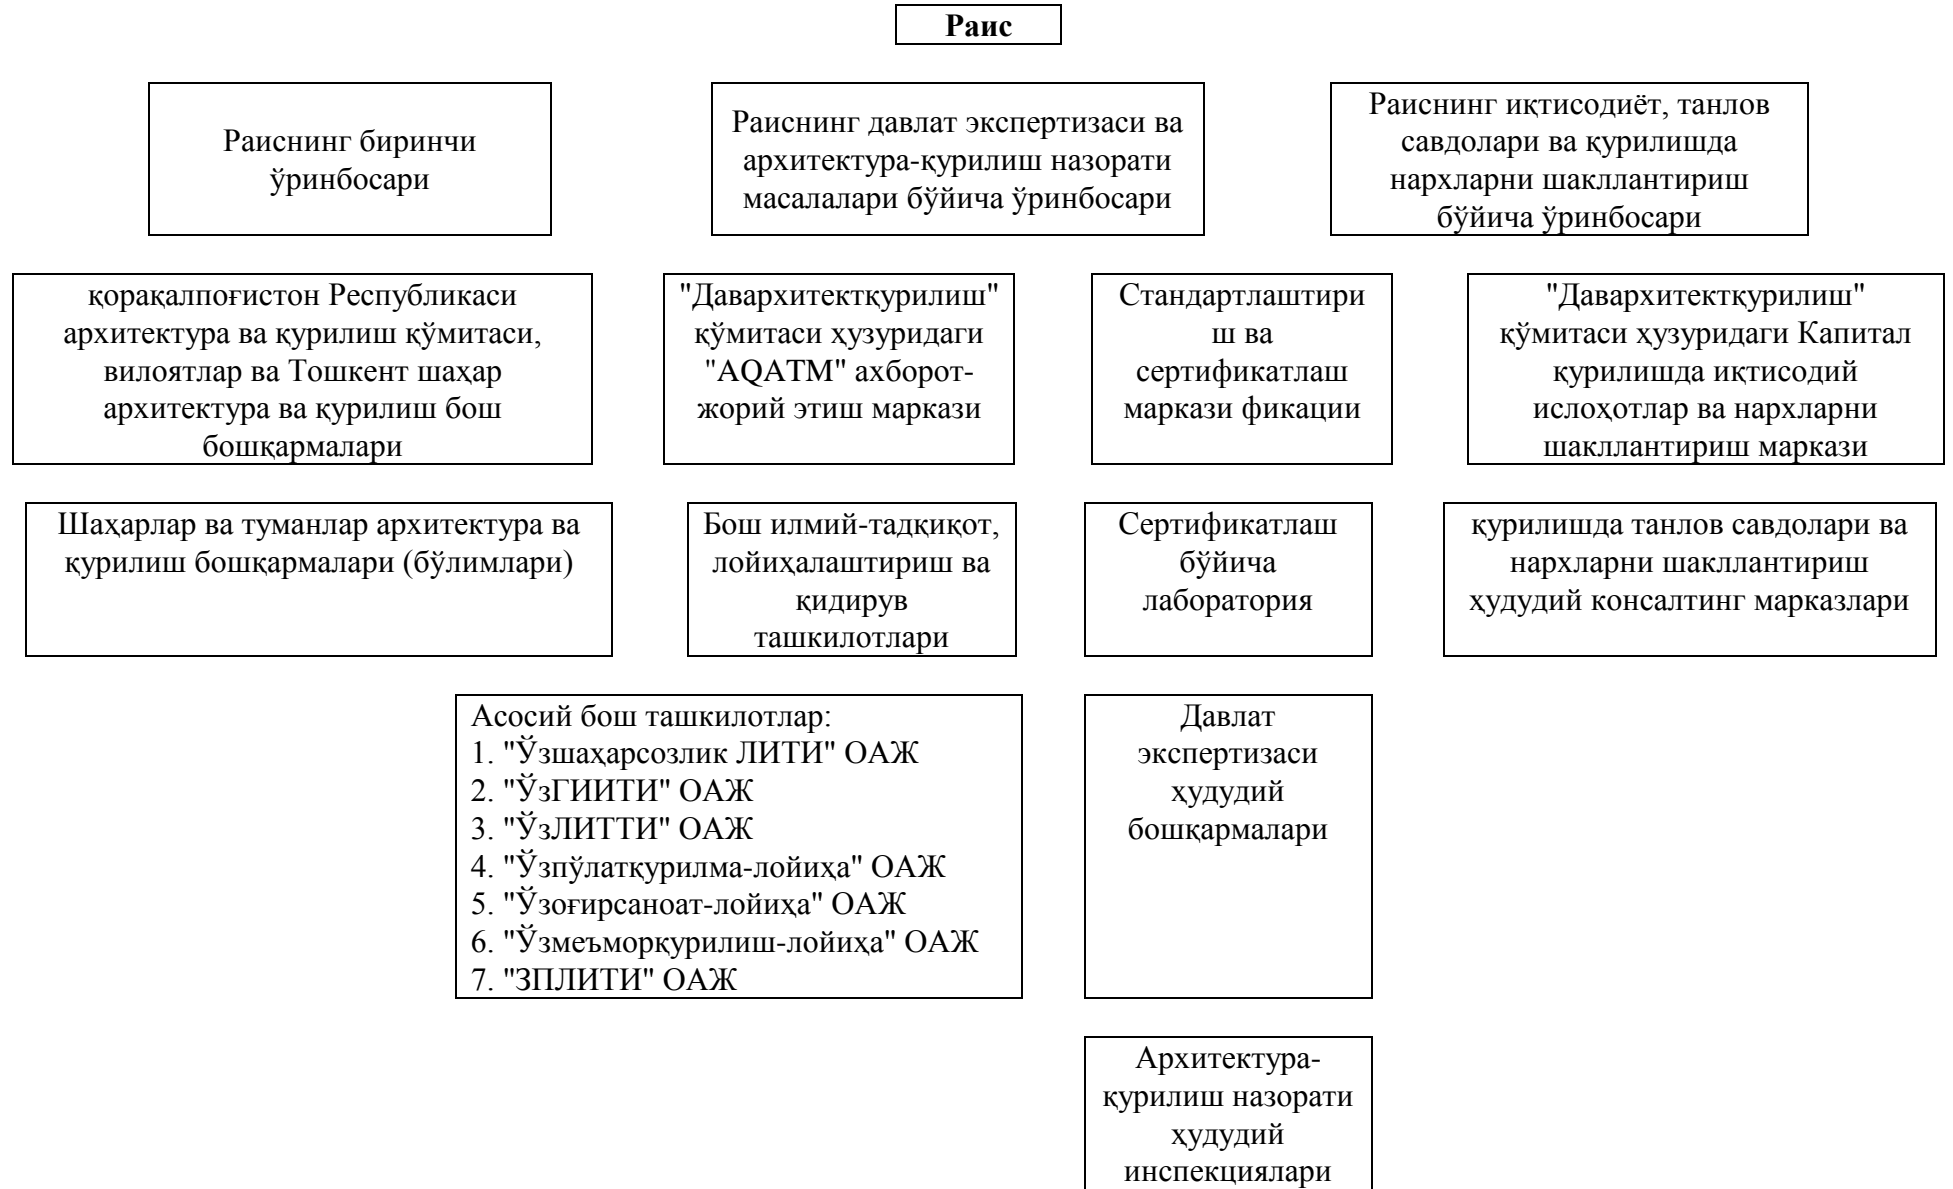 Раис
Раиснинг биринчи
ўринбосари
Раиснинг давлат экспертизаси ва
архитектура-қурилиш назорати
масалалари бўйича ўринбосари
Раиснинг иқтисодиёт, танлов
савдолари ва қурилишда
нархларни шакллантириш
бўйича ўринбосари
қорақалпоғистон Республикаси
архитектура ва қурилиш қўмитаси,
вилоятлар ва Тошкент шаҳар
архитектура ва қурилиш бош
бошқармалари
"Давархитектқурилиш"
қўмитаси ҳузуридаги
"AQATM" ахборот-
жорий этиш маркази
Стандартлаштири
ш ва
сертификатлаш
маркази фикации
"Давархитектқурилиш"
қўмитаси ҳузуридаги Капитал
қурилишда иқтисодий
ислоҳотлар ва нархларни
шакллантириш маркази
Шаҳарлар ва туманлар архитектура ва
қурилиш бошқармалари (бўлимлари)
Бош илмий-тадқиқот,
лойиҳалаштириш ва
қидирув
ташкилотлари
Сертификатлаш
бўйича
лаборатория
қурилишда танлов савдолари ва
нархларни шакллантириш
ҳудудий консалтинг марказлари
Асосий бош ташкилотлар:
1. "Ўзшаҳарсозлик ЛИТИ" ОАЖ
2. "ЎзГИИТИ" ОАЖ
3. "ЎзЛИТТИ" ОАЖ
4. "Ўзпўлатқурилма-лойиҳа" ОАЖ
5. "Ўзоғирсаноат-лойиҳа" ОАЖ
6. "Ўзмеъморқурилиш-лойиҳа" ОАЖ
7. "ЗПЛИТИ" ОАЖ
Давлат
экспертизаси
ҳудудий
бошқармалари
Архитектура-
қурилиш назорати
ҳудудий
инспекциялари